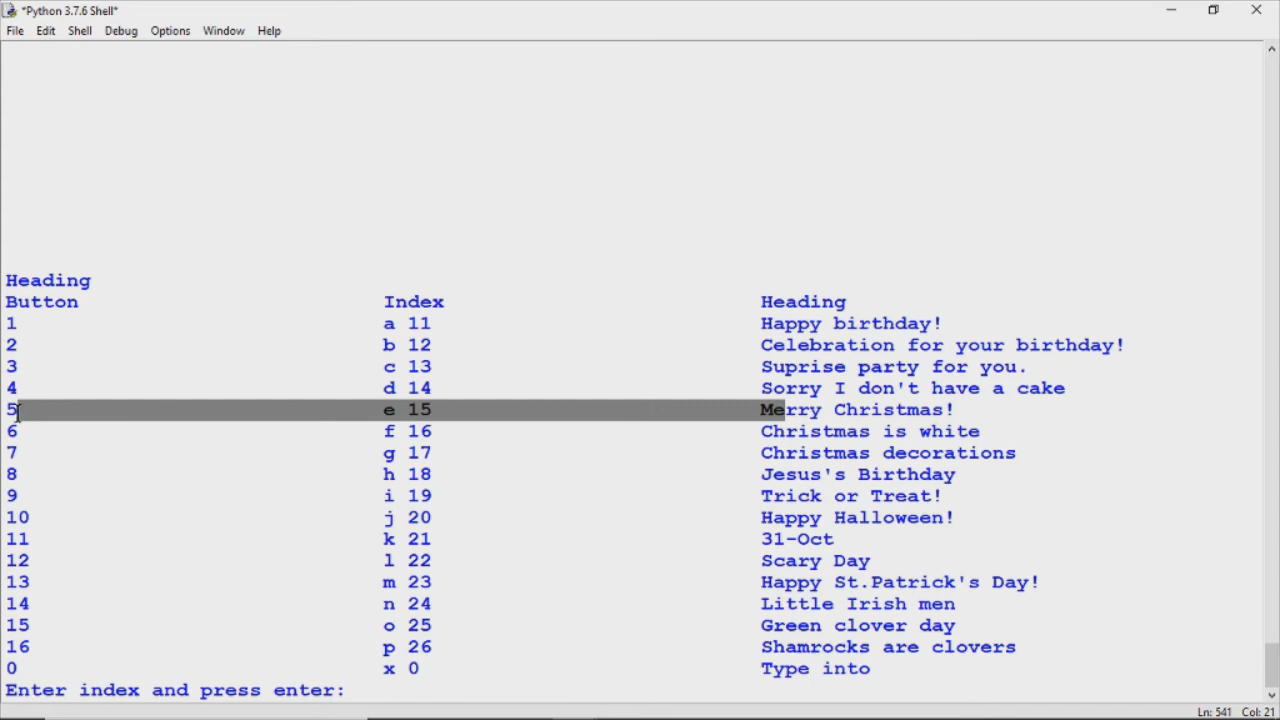 *Python 3.7.6 Shell*
File Edit Shell Debug Options Window Help
Heading
Button Index Heading
1 a 11 Happy birthday!
2 b 12 Celebration for your birthday!
3 c 13 Suprise party for you.
4 d 14 Sorry I don't have a cake
5 e 15 Merry Christmas!
6 f 16 Christmas is white
7 g 17 Christmas decorations
8 h 18 Jesus's Birthday
9 i 19 Trick or Treat!
10 j 20 Happy Halloween!
11 k 21 31-Oct
12 l 22 Scary Day
13 m 23 Happy St.Patrick's Day!
14 n 24 Little Irish men
15 o 25 Green clover day
16 p 26 Shamrocks are clovers
0 x 0 Type into
Enter index and press enter:
Ln: 541 Col: 21